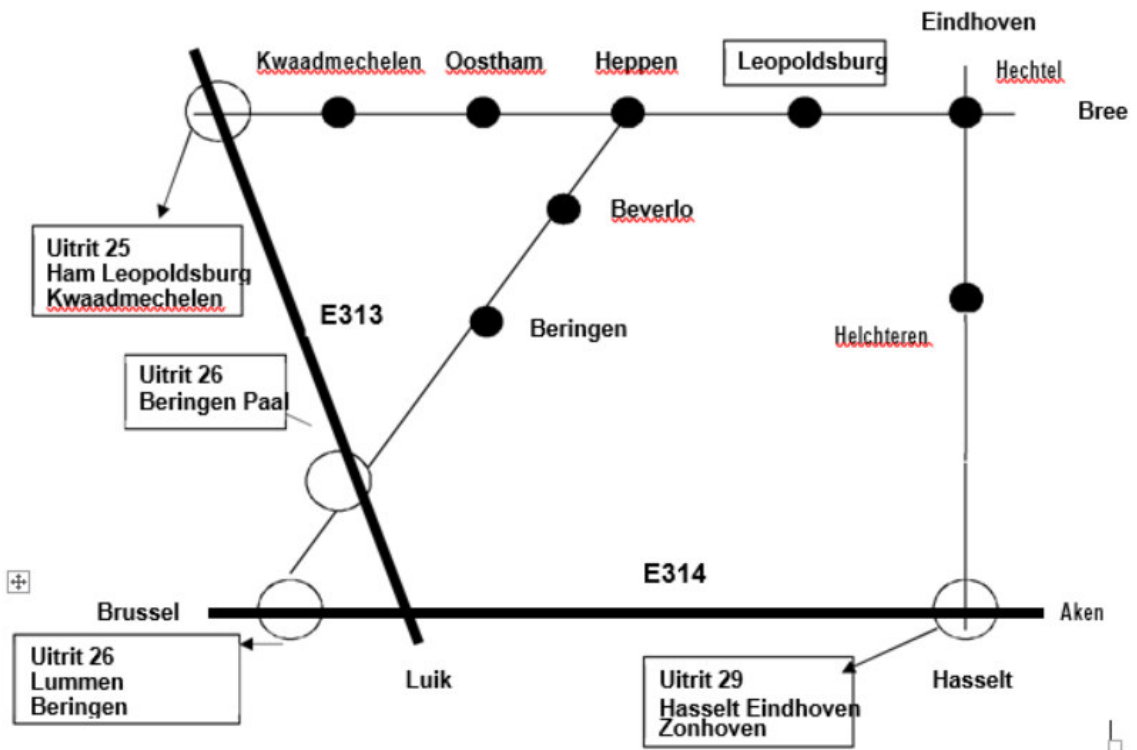 Eindhoven
Kwaadmechelen
Oostham
Heppen
Leopoldsburg
Hechtel
Bree
Beverlo
Uitrit 25
Ham Leopoldsburg
Kwaadmechelen
E313
Beringen
Helchteren
Uitrit 26
Beringen Paal
E314
Brussel
Aken
Uitrit 26
Lummen
Beringen
Luik
Uitrit 29
Hasselt Eindhoven
Zonhoven
Hasselt